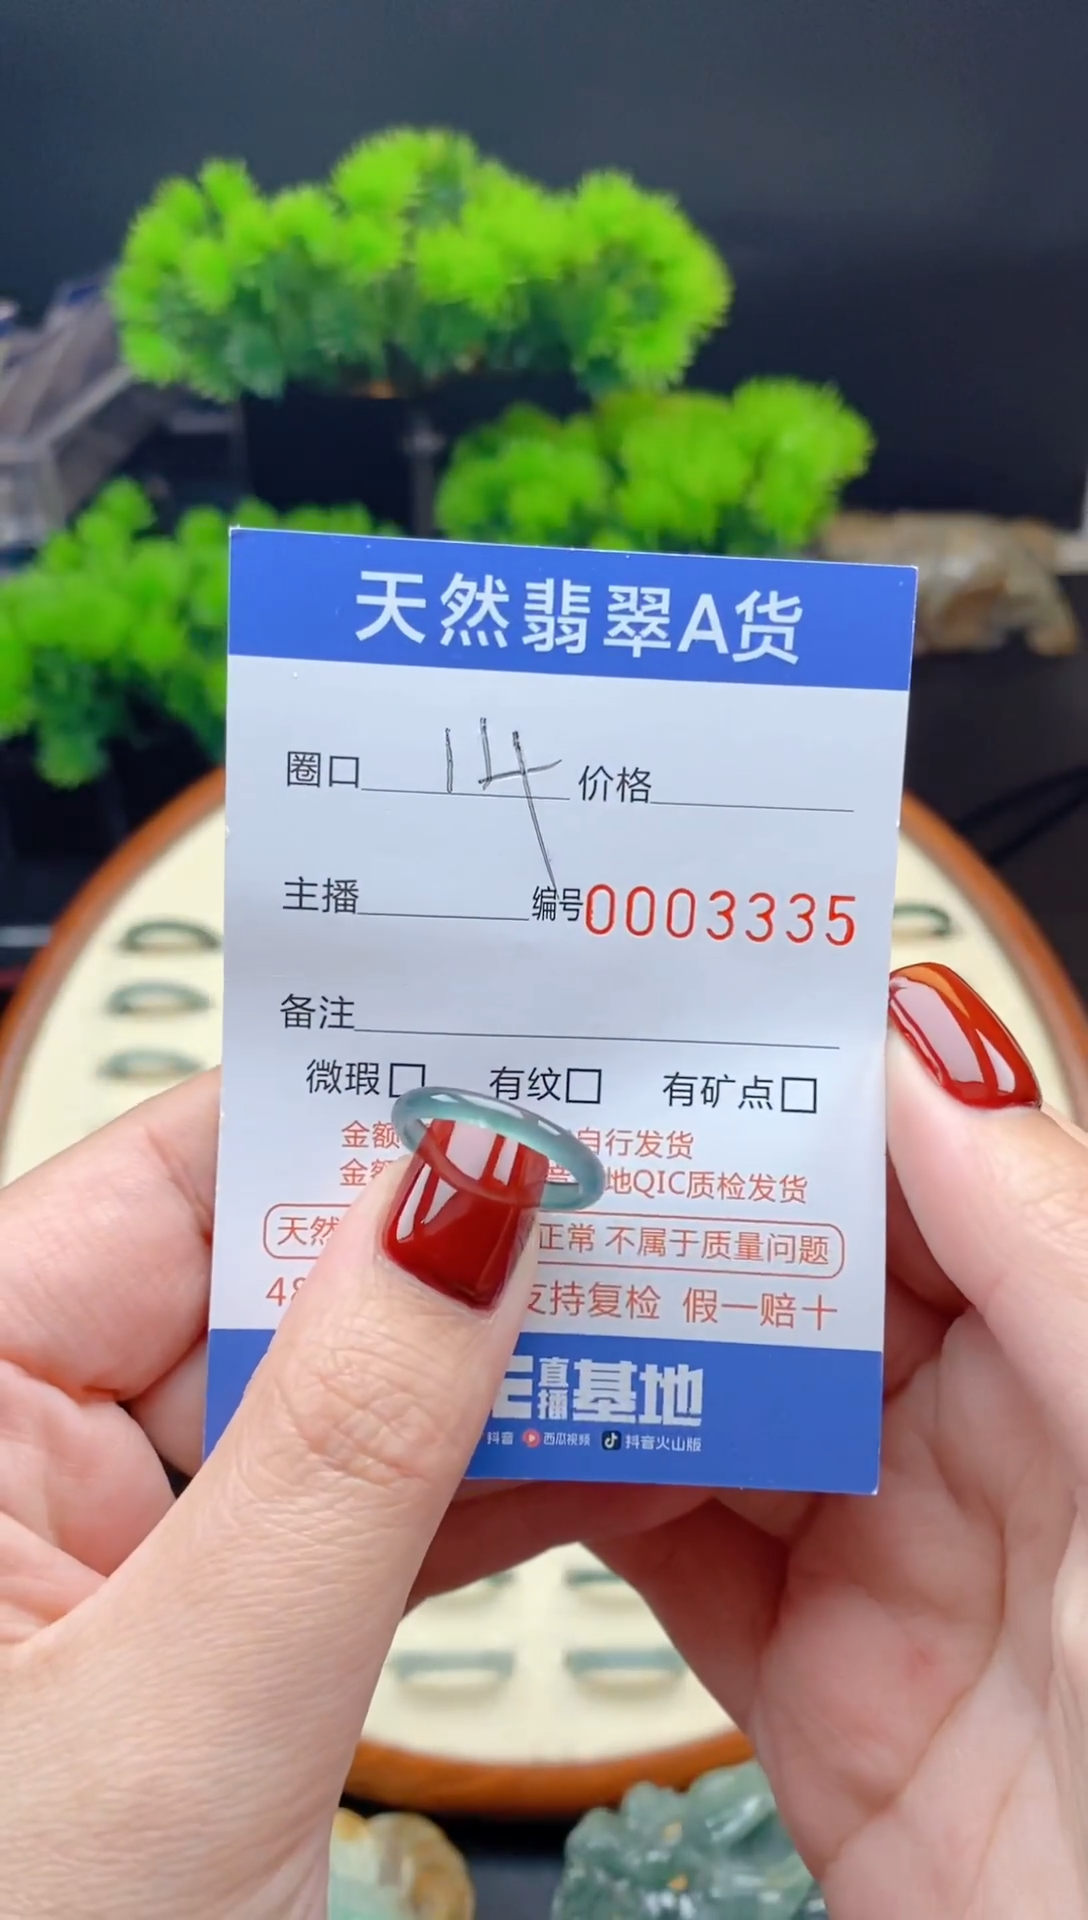 天然翡翠A货
圈口 14 价格
主播 编号0003335
备注
微瑕□ 有纹□ 有矿点□
金额 自行发货
金 地QIC质检发货
天然 正常 不属于质量问题
48 支持复检 假一赔十
直播基地
抖音 西瓜视频 抖音火山版